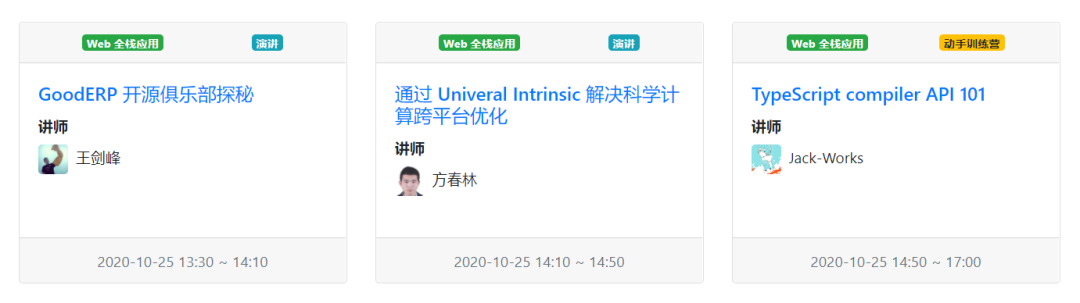 Web 全栈应用 演讲
GoodERP 开源俱乐部探秘
讲师
王剑峰
2020-10-25 13:30 ~ 14:10
Web 全栈应用 演讲
通过 Univeral Intrinsic 解决科学计
算跨平台优化
讲师
方春林
2020-10-25 14:10 ~ 14:50
Web 全栈应用 动手训练营
TypeScript compiler API 101
讲师
Jack-Works
2020-10-25 14:50 ~ 17:00